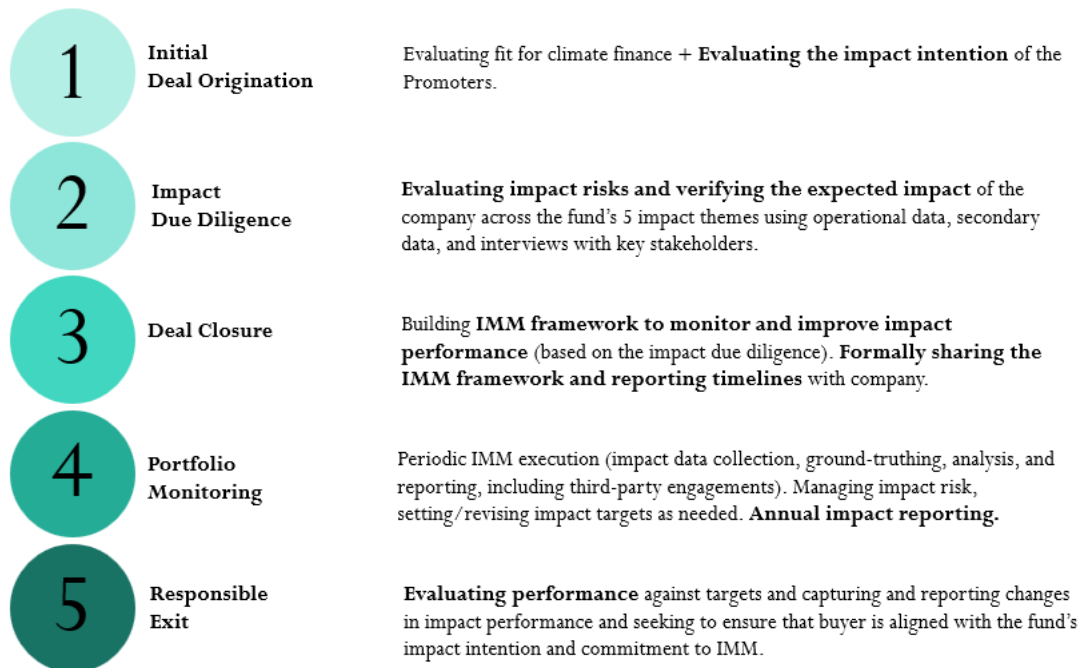 1
Initial
Deal Origination
Evaluating fit for climate finance + Evaluating the impact intention of the
Promoters.
2
Impact
Due Diligence
Evaluating impact risks and verifying the expected impact of the
company across the fund's 5 impact themes using operational data, secondary
data, and interviews with key stakeholders.
3
Deal Closure
Building IMM framework to monitor and improve impact
performance (based on the impact due diligence). Formally sharing the
IMM framework and reporting timelines with company.
4
Portfolio
Monitoring
Periodic IMM execution (impact data collection, ground-truthing, analysis, and
reporting, including third-party engagements). Managing impact risk,
setting/revising impact targets as needed. Annual impact reporting.
5
Responsible
Exit
Evaluating performance against targets and capturing and reporting changes
in impact performance and seeking to ensure that buyer is aligned with the fund's
impact intention and commitment to IMM.